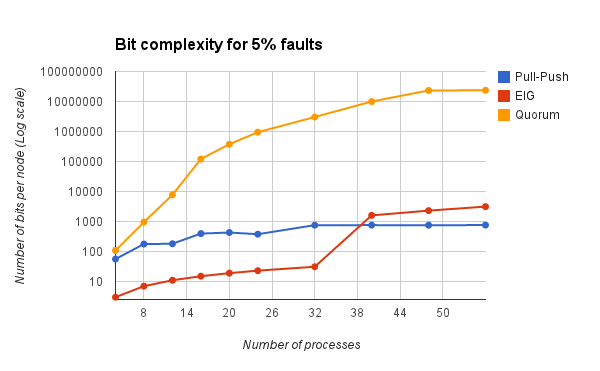 Bit complexity for 5% faults
100000000
10000000
1000000
100000
10000
1000
100
10
Number of bits per node (Log scale)
8 14 20 26 32 38 44 50
Number of processes
Pull-Push
EIG
Quorum